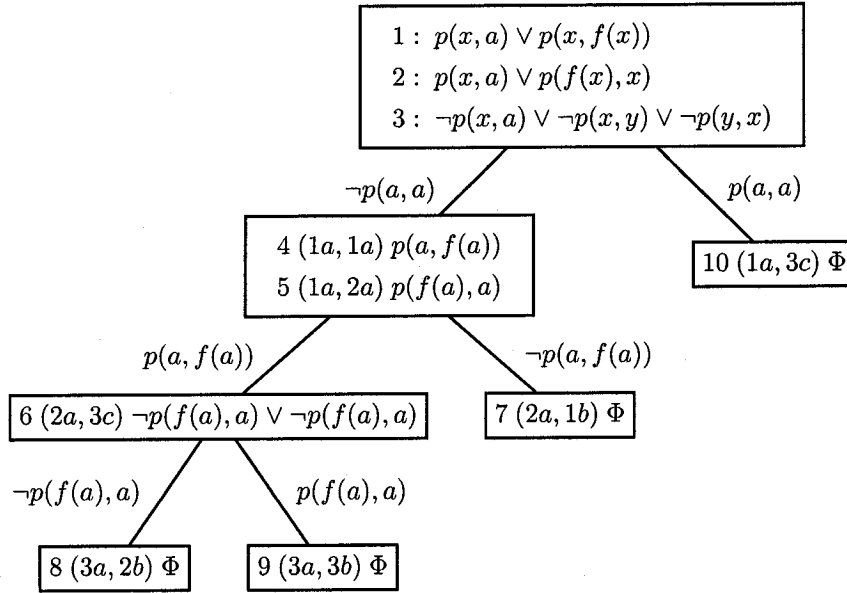 1 : p(x, a) ∨ p(x, f(x))
2 : p(x, a) ∨ p(f(x), x)
3 : ¬p(x, a) ∨ ¬p(x, y) ∨ ¬p(y, x)
¬p(a, a)
p(a, a)
4 (1a, 1a) p(a, f(a))
5 (1a, 2a) p(f(a), a)
10 (1a, 3c) Φ
p(a, f(a))
¬p(a, f(a))
6 (2a, 3c) ¬p(f(a), a) ∨ ¬p(f(a), a)
7 (2a, 1b) Φ
¬p(f(a), a)
p(f(a), a)
8 (3a, 2b) Φ
9 (3a, 3b) Φ